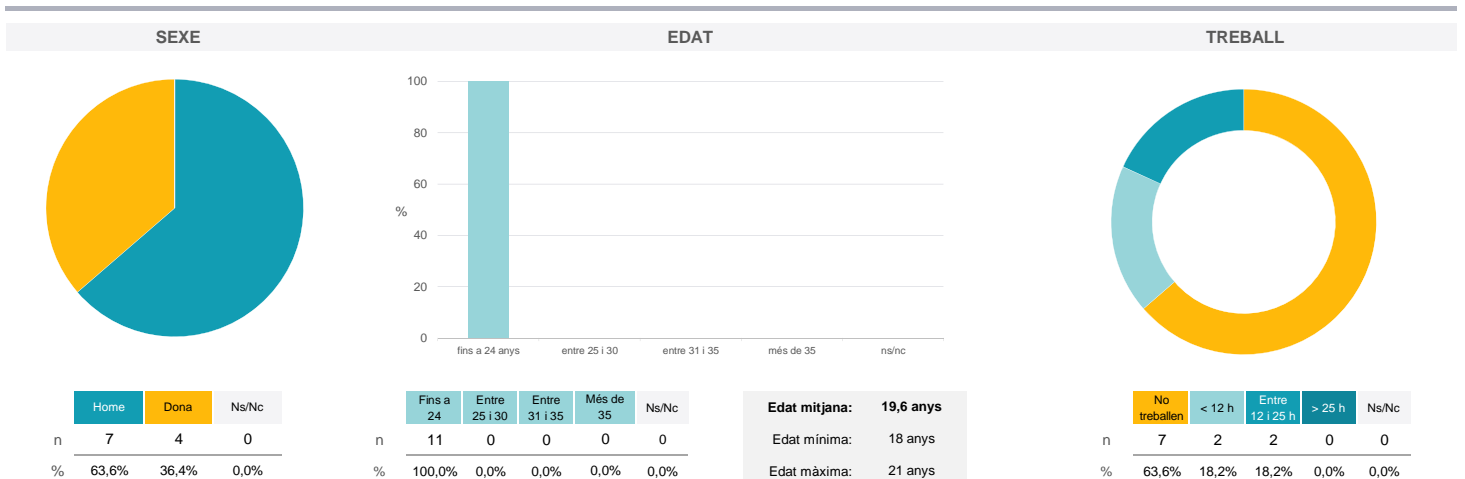 SEXE
EDAT
TREBALL
100
80
60
%
40
20
0
fins a 24 anys
entre 25 i 30
entre 31 i 35
més de 35
ns/nc
Home Dona Ns/Nc
n 7 4 0
% 63,6% 36,4% 0,0%
Fins a 24 Entre 25 i 30 Entre 31 i 35 Més de 35 Ns/Nc
n 11 0 0 0 0
% 100,0% 0,0% 0,0% 0,0% 0,0%
Edat mitjana: 19,6 anys
Edat mínima: 18 anys
Edat màxima: 21 anys
No treballen < 12 h Entre 12 i 25 h > 25 h Ns/Nc
n 7 2 2 0 0
% 63,6% 18,2% 18,2% 0,0% 0,0%